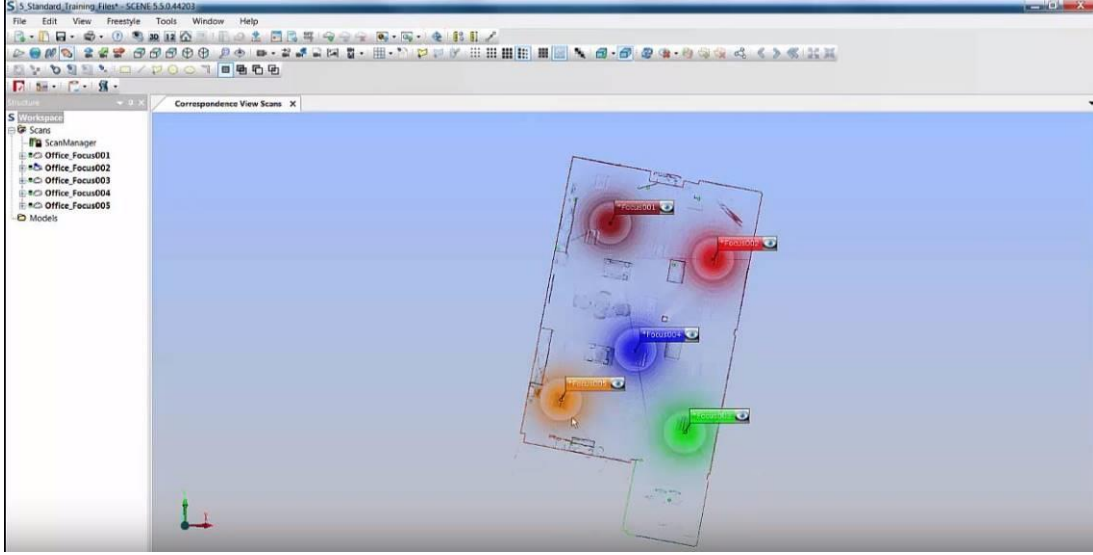 5_Standard_Training_Files* - SCENE 5.5.0.44203
File Edit View Freestyle Tools Window Help
Structure
Correspondence View Scans X
Workspace
Scans
ScanManager
Office_Focus001
Office_Focus002
Office_Focus003
Office_Focus004
Office_Focus005
Models
*Focus001
*Focus002
*Focus004
*Focus005